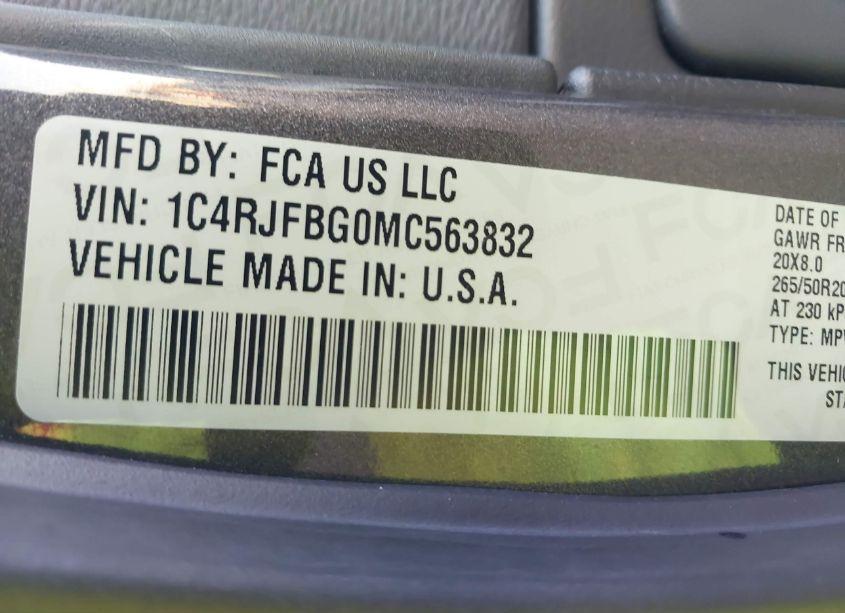 MFD BY: FCA US LLC
VIN: 1C4RJFBG0MC563832
VEHICLE MADE IN: U.S.A.
DATE OF
GAWR FR
20X8.0
265/50R20
AT 230 kP
TYPE: MPV
THIS VEHIC
STA